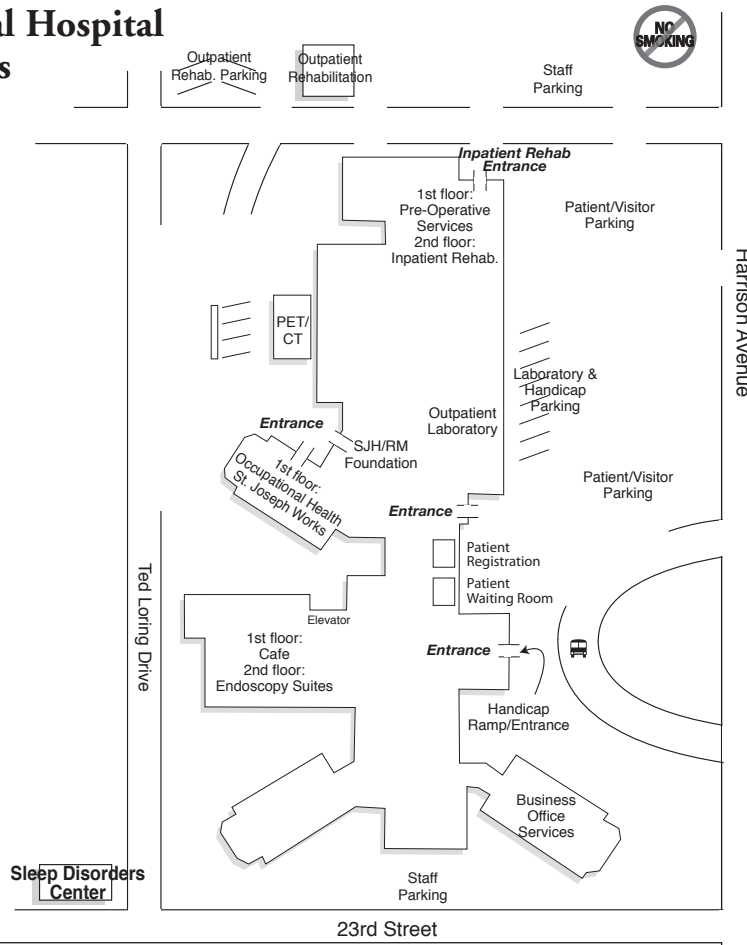 al Hospital
s
NO
SMOKING
Outpatient
Rehab. Parking
Outpatient
Rehabilitation
Staff
Parking
Inpatient Rehab
Entrance
1st floor:
Pre-Operative
Services
2nd floor:
Inpatient Rehab.
Patient/Visitor
Parking
Harrison Avenue
PET/
CT
Laboratory &
Handicap
Parking
Outpatient
Laboratory
Entrance
SJH/RM
Foundation
1st floor:
Occupational Health
St. Joseph Works
Patient/Visitor
Parking
Entrance
Patient
Registration
Patient
Waiting Room
Ted Loring Drive
Elevator
1st floor:
Cafe
2nd floor:
Endoscopy Suites
Entrance
Handicap
Ramp/Entrance
Business
Office
Services
Sleep Disorders
Center
Staff
Parking
23rd Street